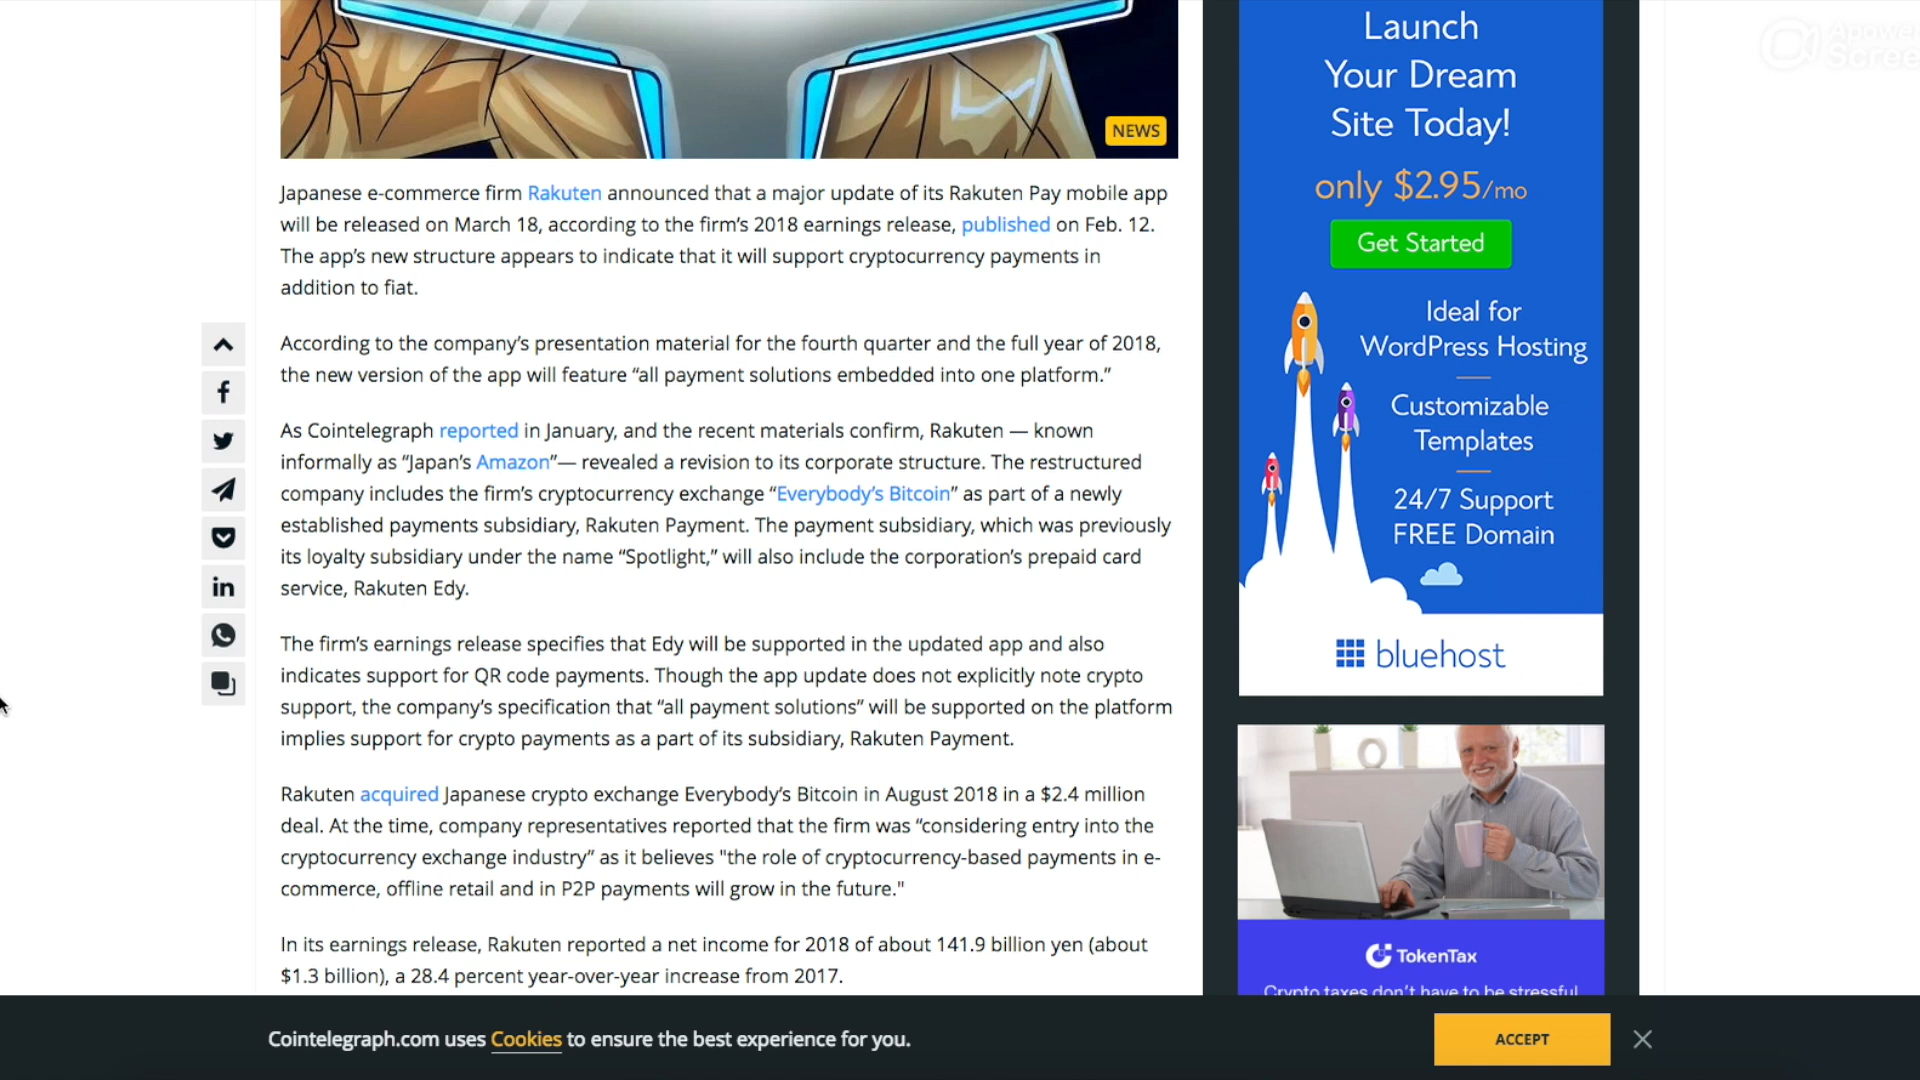 NEWS
Japanese e-commerce firm Rakuten announced that a major update of its Rakuten Pay mobile app
will be released on March 18, according to the firm’s 2018 earnings release, published on Feb. 12.
The app’s new structure appears to indicate that it will support cryptocurrency payments in
addition to fiat.
According to the company’s presentation material for the fourth quarter and the full year of 2018,
the new version of the app will feature “all payment solutions embedded into one platform.”
As Cointelegraph reported in January, and the recent materials confirm, Rakuten — known
informally as “Japan’s Amazon”— revealed a revision to its corporate structure. The restructured
company includes the firm’s cryptocurrency exchange “Everybody’s Bitcoin” as part of a newly
established payments subsidiary, Rakuten Payment. The payment subsidiary, which was previously
its loyalty subsidiary under the name “Spotlight,” will also include the corporation’s prepaid card
service, Rakuten Edy.
The firm’s earnings release specifies that Edy will be supported in the updated app and also
indicates support for QR code payments. Though the app update does not explicitly note crypto
support, the company’s specification that “all payment solutions” will be supported on the platform
implies support for crypto payments as a part of its subsidiary, Rakuten Payment.
Rakuten acquired Japanese crypto exchange Everybody’s Bitcoin in August 2018 in a $2.4 million
deal. At the time, company representatives reported that the firm was “considering entry into the
cryptocurrency exchange industry” as it believes "the role of cryptocurrency-based payments in e-
commerce, offline retail and in P2P payments will grow in the future."
In its earnings release, Rakuten reported a net income for 2018 of about 141.9 billion yen (about
$1.3 billion), a 28.4 percent year-over-year increase from 2017.
Launch
Your Dream
Site Today!
only $2.95/mo
Get Started
Ideal for
WordPress Hosting
Customizable
Templates
24/7 Support
FREE Domain
bluehost
TokenTax
Crypto taxes don't have to be stressful
Cointelegraph.com uses Cookies to ensure the best experience for you.
ACCEPT